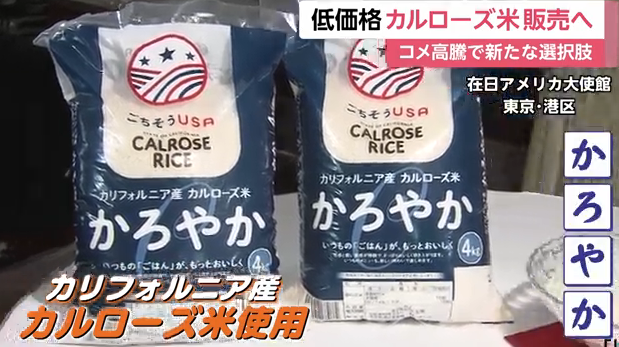 低価格 カルローズ米 販売へ
コメ高騰で新たな選択肢
在日アメリカ大使館
東京・港区
ごちそうUSA
CALROSE
RICE
カリフォルニア産 カルローズ米
かろやか
いつもの「ごはん」が、もっとおいしく
4kg
ごちそうUSA
CALROSE
RICE
カリフォルニア産 カルローズ米
かろやか
いつもの「ごはん」が、もっとおいしく
4kg
かろやか
カリフォルニア産
カルローズ米使用